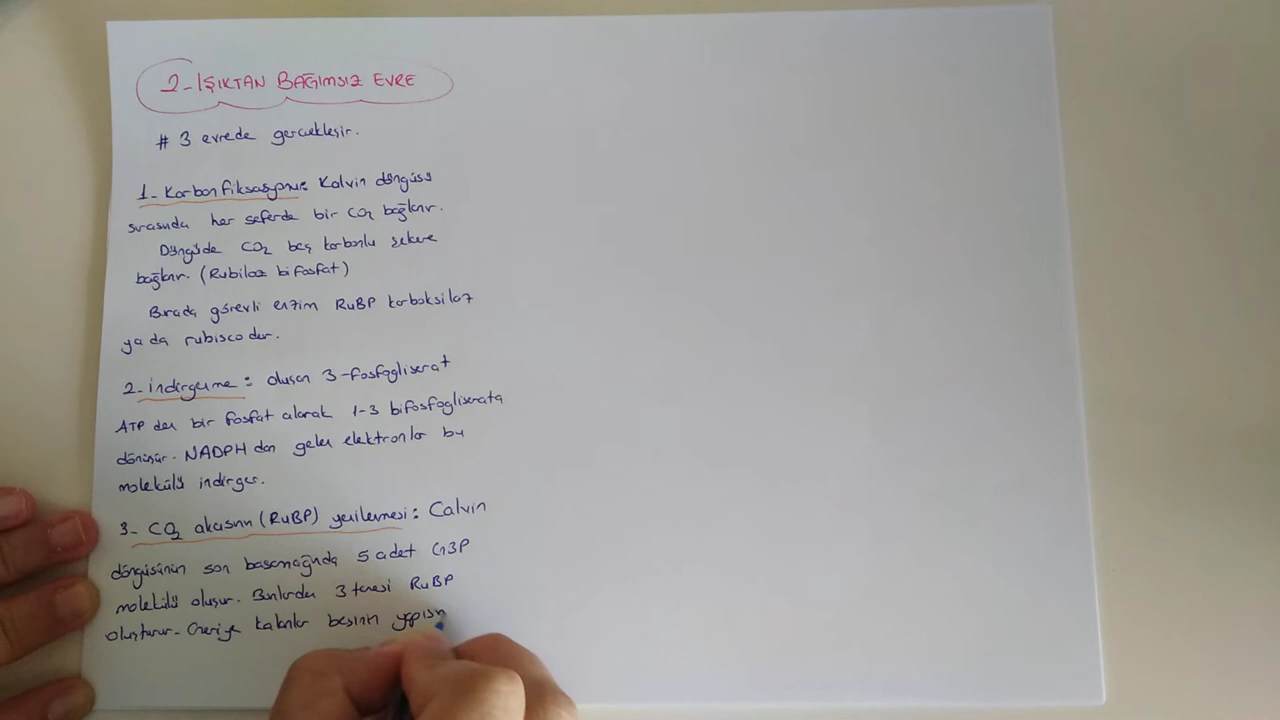 2- IŞIKTAN BAĞIMSIZ EVRE
# 3 evrede gerçekleşir.
1- Karbon fiksasyonu: Kalvin döngüsü
sırasında her seferde bir CO2 bağlanır.
Döngüde CO2 beş karbonlu şekere
bağlanır. (Rubiloz bifosfat)
Burada görevli enzim RuBP karboksilaz
ya da rubiscodur.
2- İndirgeme: oluşan 3-fosfogliserat
ATP den bir fosfat alarak 1-3 bifosfogliserata
dönüşür. NADPH dan gelen elektronlar bu
molekülü indirger.
3- CO2 alıcısının (RuBP) yenilenmesi: Calvin
döngüsünün son basamağında 5 adet G3P
molekülü oluşur. Bunlardan 3 tanesi RuBP
oluşturur. Geriye kalanlar besinin yapısın